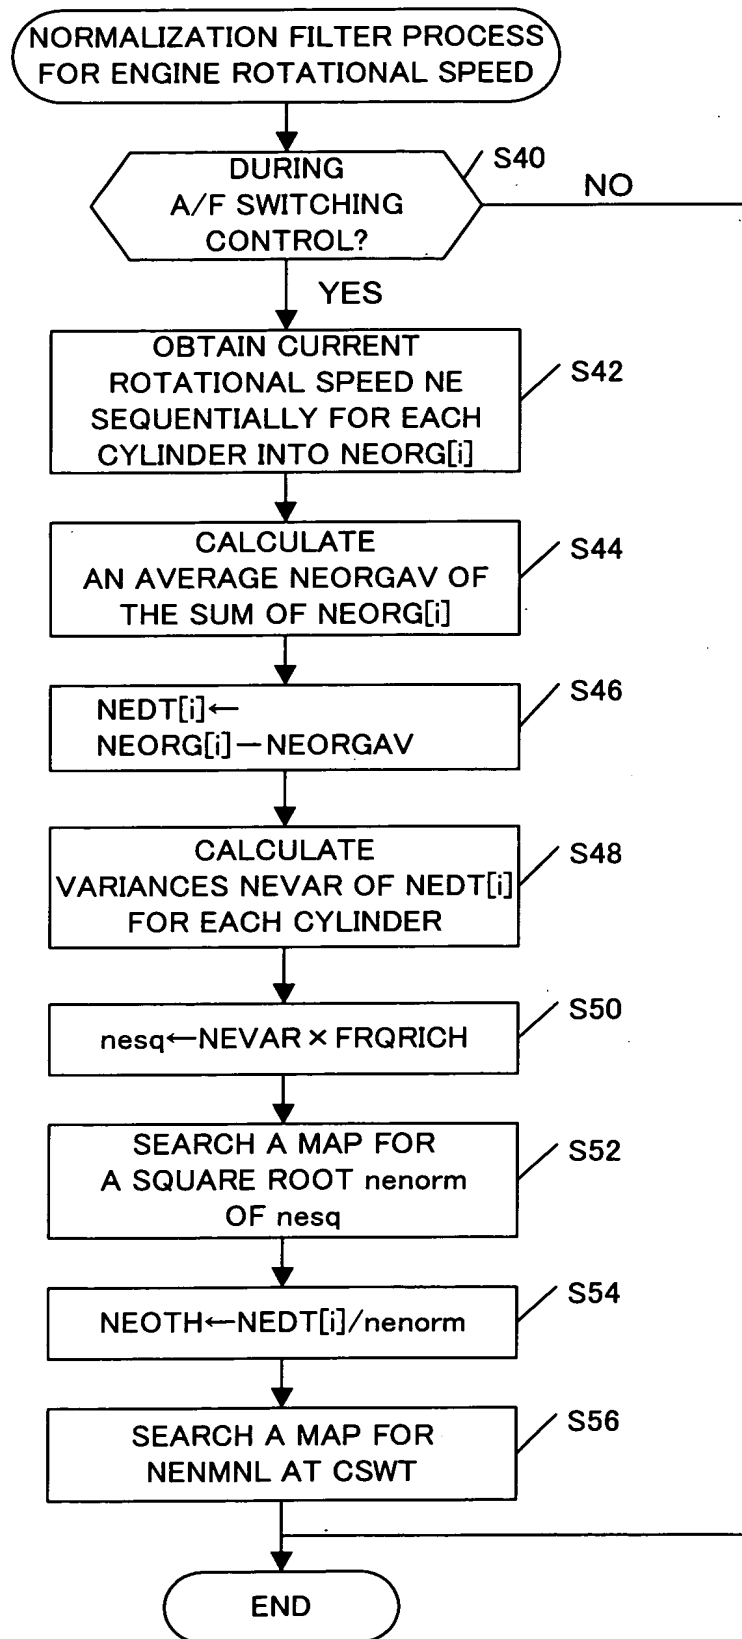 NORMALIZATION FILTER PROCESS
FOR ENGINE ROTATIONAL SPEED
S40
DURING
A/F SWITCHING
CONTROL?
NO
YES
OBTAIN CURRENT
ROTATIONAL SPEED NE
SEQUENTIALLY FOR EACH
CYLINDER INTO NEORG[i]
S42
CALCULATE
AN AVERAGE NEORGAV OF
THE SUM OF NEORG[i]
S44
NEDT[i]←
NEORG[i]−NEORGAV
S46
CALCULATE
VARIANCES NEVAR OF NEDT[i]
FOR EACH CYLINDER
S48
nesq←NEVAR×FRQRICH
S50
SEARCH A MAP FOR
A SQUARE ROOT nenorm
OF nesq
S52
NEOTH←NEDT[i]/nenorm
S54
SEARCH A MAP FOR
NENMNL AT CSWT
S56
END